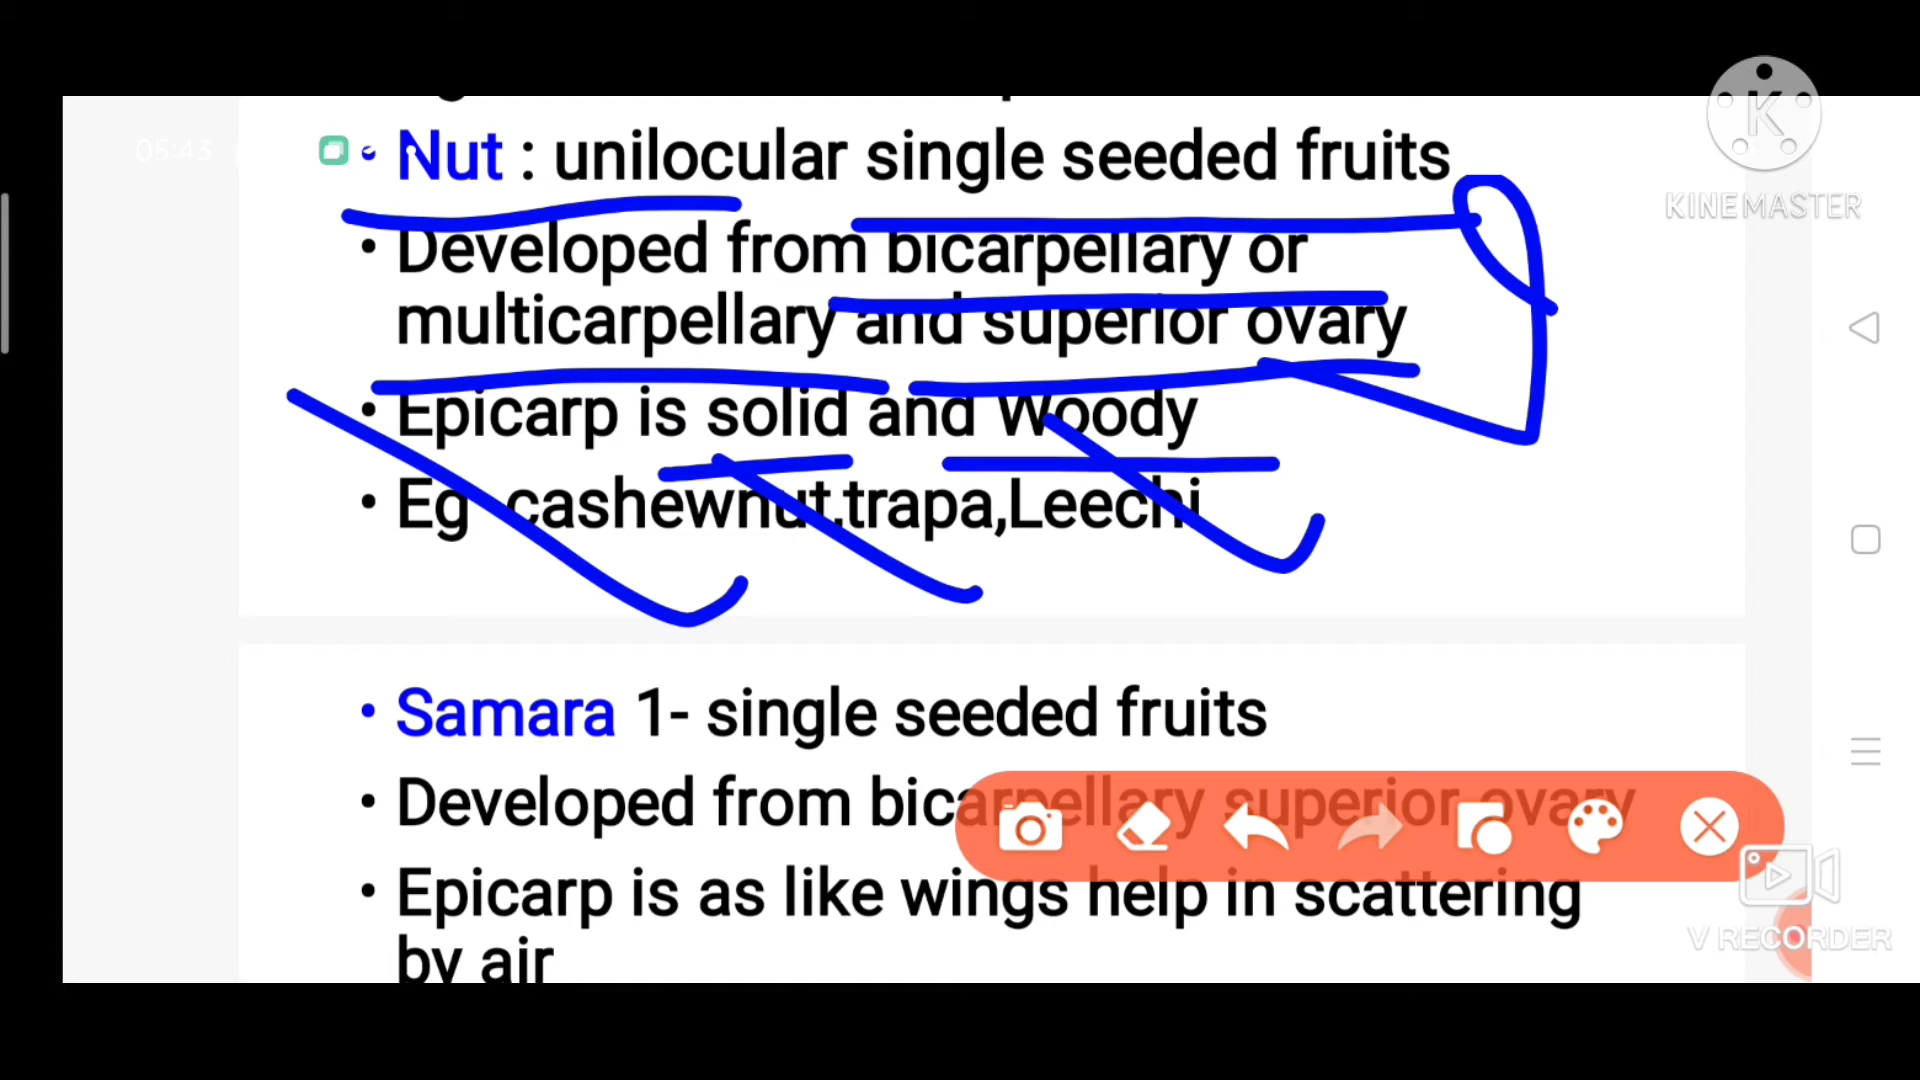 05:43
• Nut : unilocular single seeded fruits
• Developed from bicarpellary or
multicarpellary and superior ovary
• Epicarp is solid and Woody
• Eg cashewnut,trapa,Leechi
• Samara 1- single seeded fruits
• Developed from bicarpellary superior ovary
• Epicarp is as like wings help in scattering
by air
K
KINEMASTER
V RECORDER